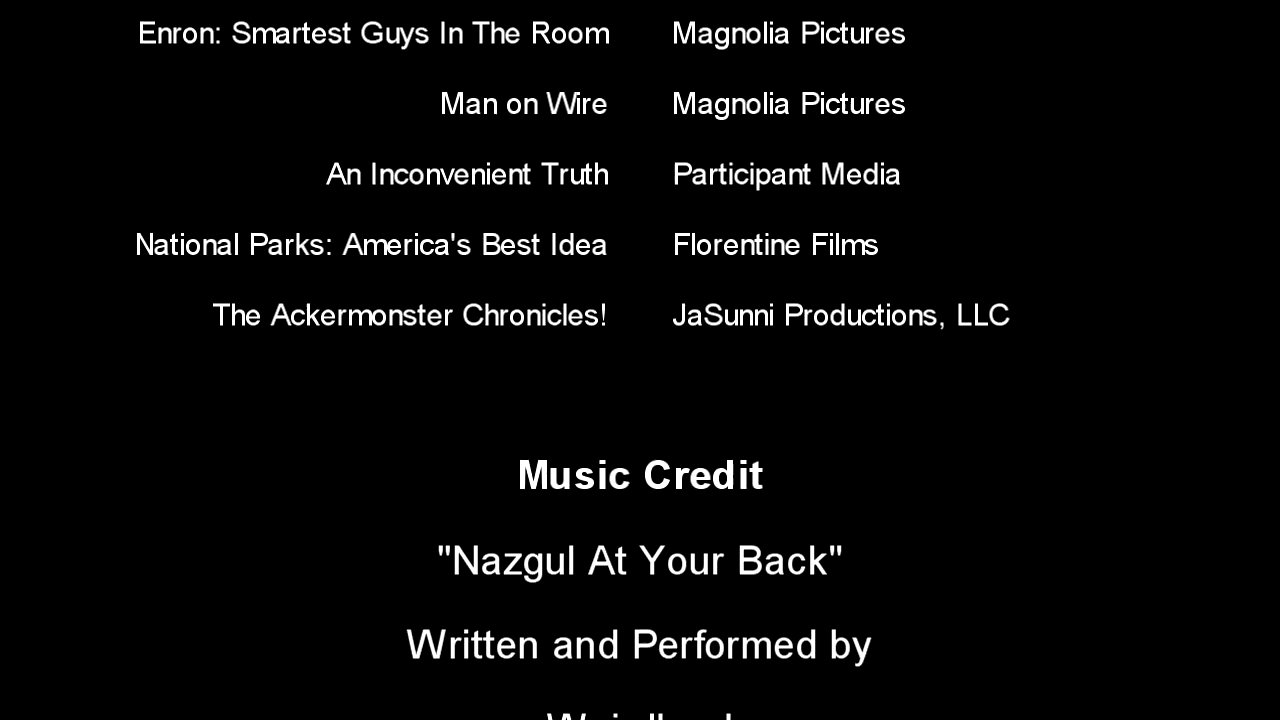 Enron: Smartest Guys In The Room Magnolia Pictures
Man on Wire Magnolia Pictures
An Inconvenient Truth Participant Media
National Parks: America's Best Idea Florentine Films
The Ackermonster Chronicles! JaSunni Productions, LLC
Music Credit
"Nazgul At Your Back"
Written and Performed by